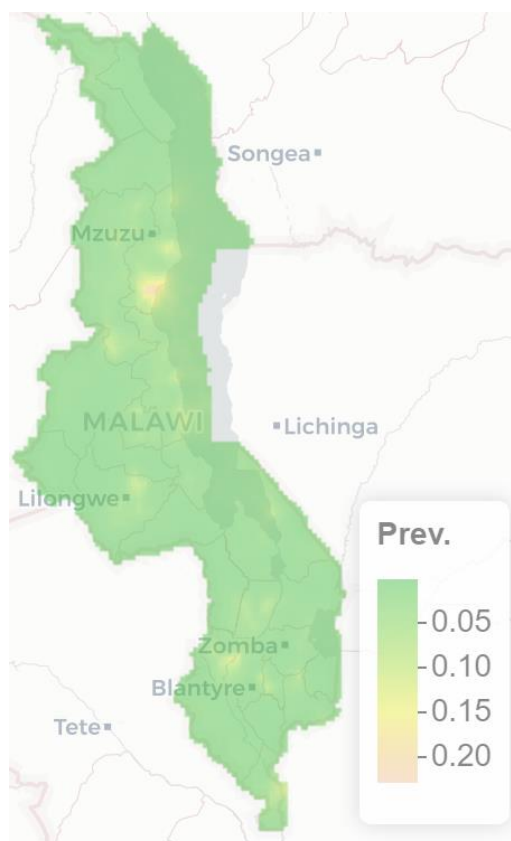 Songea
Mzuzu
MALAWI
Lichinga
Lilongwe
Prev.
0.05
0.10
0.15
0.20
Zomba
Blantyre
Tete